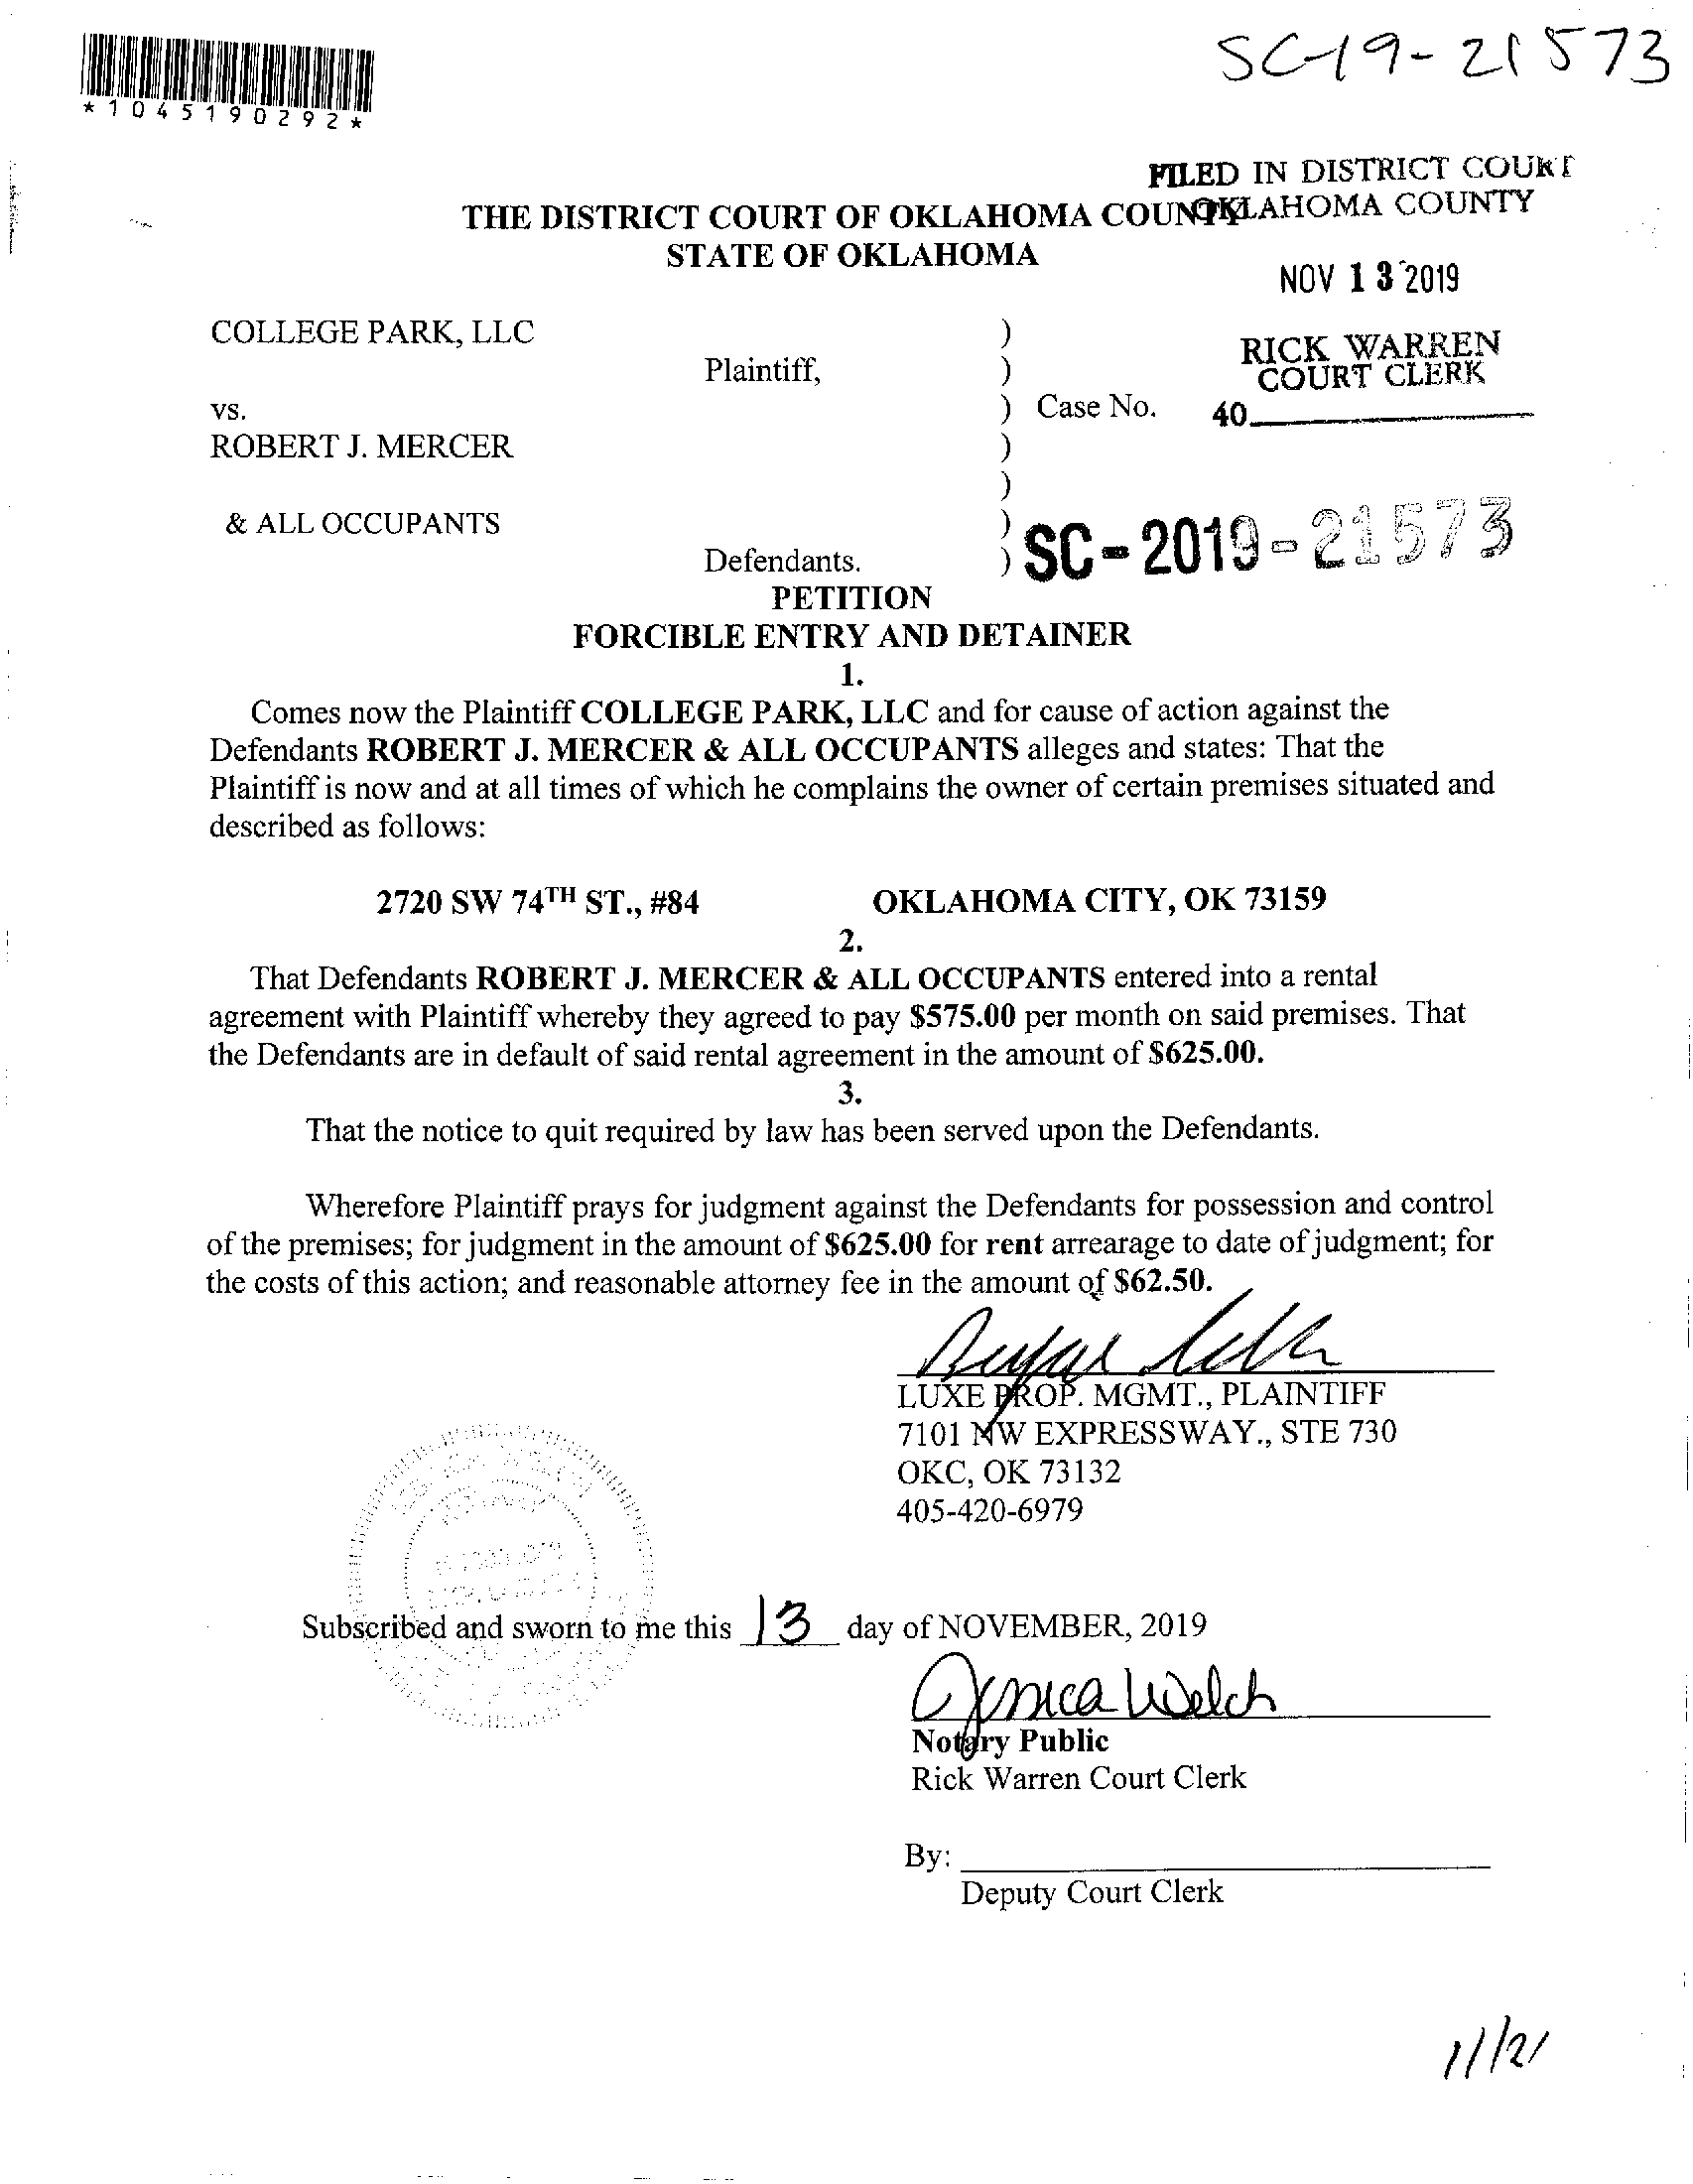 SC-19-21573
*1045190292*
FILED IN DISTRICT COURT
OKLAHOMA COUNTY
THE DISTRICT COURT OF OKLAHOMA COUNTY
STATE OF OKLAHOMA
NOV 13 2019
COLLEGE PARK, LLC )
RICK WARREN
COURT CLERK
Plaintiff, )
vs. ) Case No. 40
ROBERT J. MERCER )
)
& ALL OCCUPANTS )
SC-2019-21573
Defendants. )
PETITION
FORCIBLE ENTRY AND DETAINER
1.
Comes now the Plaintiff COLLEGE PARK, LLC and for cause of action against the
Defendants ROBERT J. MERCER & ALL OCCUPANTS alleges and states: That the
Plaintiff is now and at all times of which he complains the owner of certain premises situated and
described as follows:
2720 SW 74TH ST., #84 OKLAHOMA CITY, OK 73159
2.
That Defendants ROBERT J. MERCER & ALL OCCUPANTS entered into a rental
agreement with Plaintiff whereby they agreed to pay $575.00 per month on said premises. That
the Defendants are in default of said rental agreement in the amount of $625.00.
3.
That the notice to quit required by law has been served upon the Defendants.
Wherefore Plaintiff prays for judgment against the Defendants for possession and control
of the premises; for judgment in the amount of $625.00 for rent arrearage to date of judgment; for
the costs of this action; and reasonable attorney fee in the amount of $62.50.
LUXE PROP. MGMT., PLAINTIFF
7101 NW EXPRESSWAY., STE 730
OKC, OK 73132
405-420-6979
Subscribed and sworn to me this 13 day of NOVEMBER, 2019
Welch
Notary Public
Rick Warren Court Clerk
By:
Deputy Court Clerk
11/21